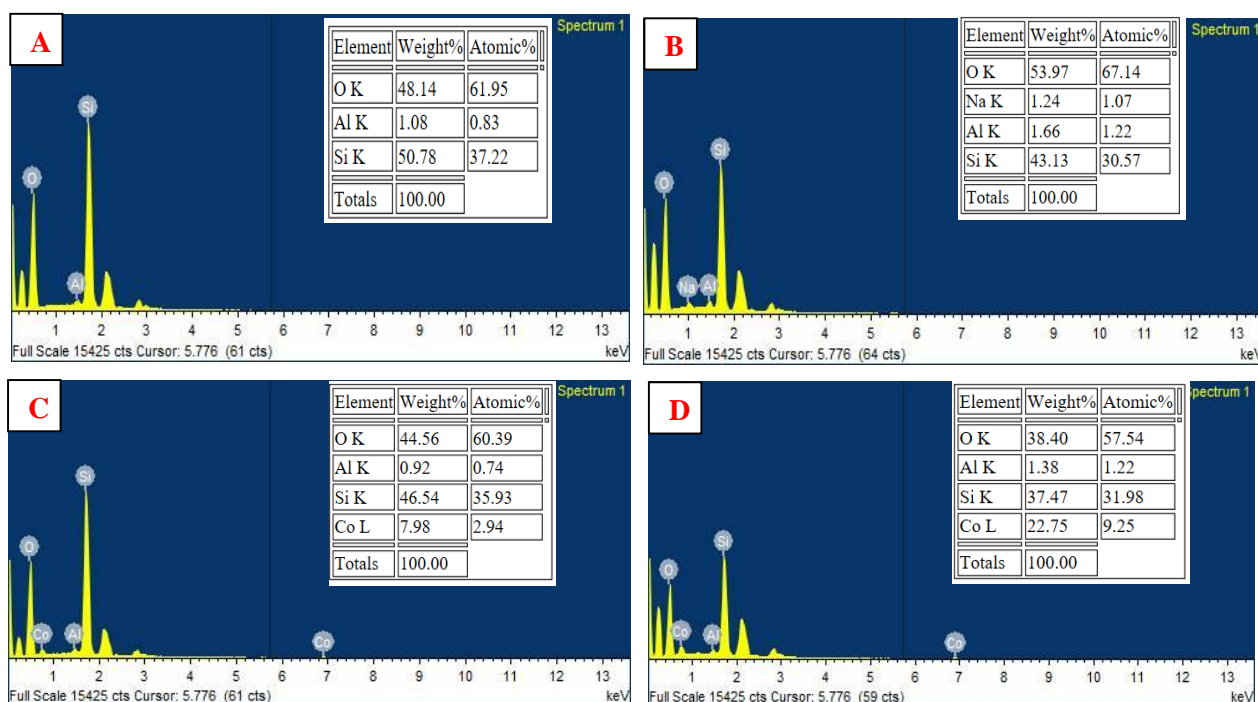 A
Spectrum 1
Element Weight% Atomic%
O K 48.14 61.95
Al K 1.08 0.83
Si K 50.78 37.22
Totals 100.00
Si
O
Al
1 2 3 4 5 6 7 8 9 10 11 12 13
Full Scale 15425 cts Cursor: 5.776 (61 cts) keV
B
Spectrum 1
Element Weight% Atomic%
O K 53.97 67.14
Na K 1.24 1.07
Al K 1.66 1.22
Si K 43.13 30.57
Totals 100.00
Si
O
Na Al
1 2 3 4 5 6 7 8 9 10 11 12 13
Full Scale 15425 cts Cursor: 5.776 (64 cts) keV
C
Spectrum 1
Element Weight% Atomic%
O K 44.56 60.39
Al K 0.92 0.74
Si K 46.54 35.93
Co L 7.98 2.94
Totals 100.00
Si
O
Co Al Co
1 2 3 4 5 6 7 8 9 10 11 12 13
Full Scale 15425 cts Cursor: 5.776 (61 cts) keV
D
pectrum 1
Element Weight% Atomic%
O K 38.40 57.54
Al K 1.38 1.22
Si K 37.47 31.98
Co L 22.75 9.25
Totals 100.00
Si
O
Co Al Co
1 2 3 4 5 6 7 8 9 10 11 12 13
Full Scale 15425 cts Cursor: 5.776 (59 cts) keV